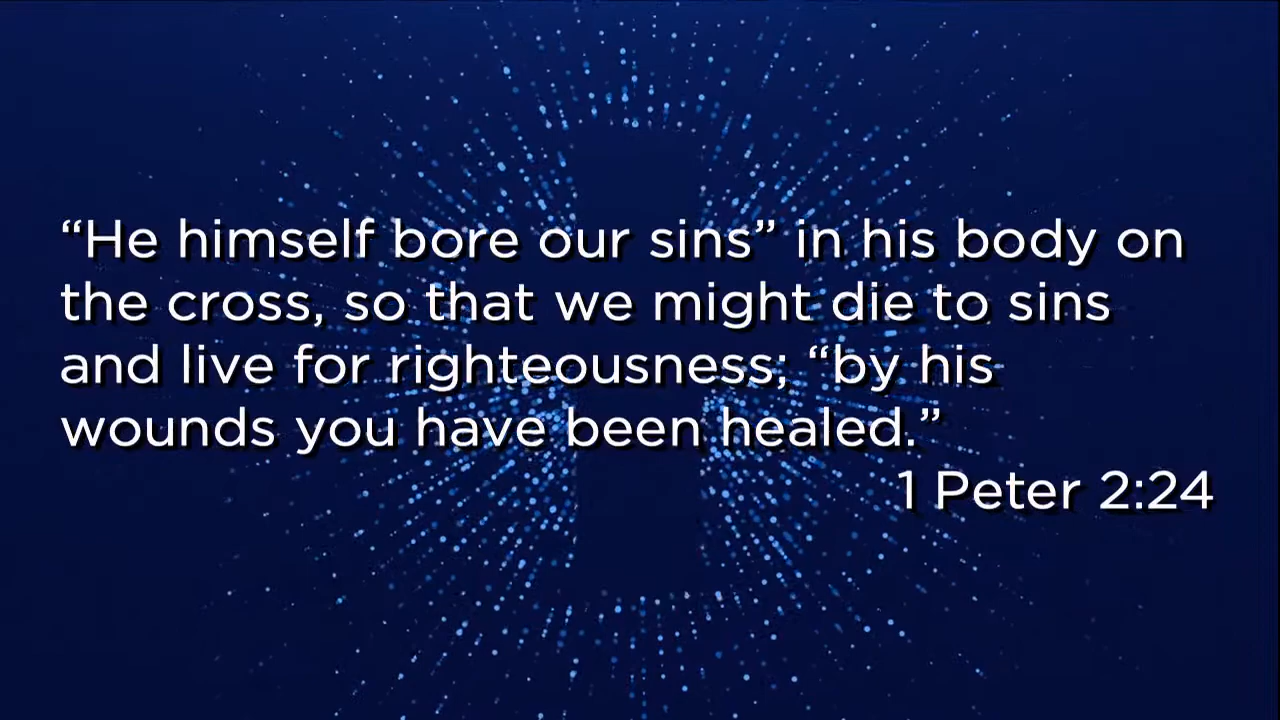 “He himself bore our sins” in his body on
the cross, so that we might die to sins
and live for righteousness; “by his
wounds you have been healed.”
1 Peter 2:24